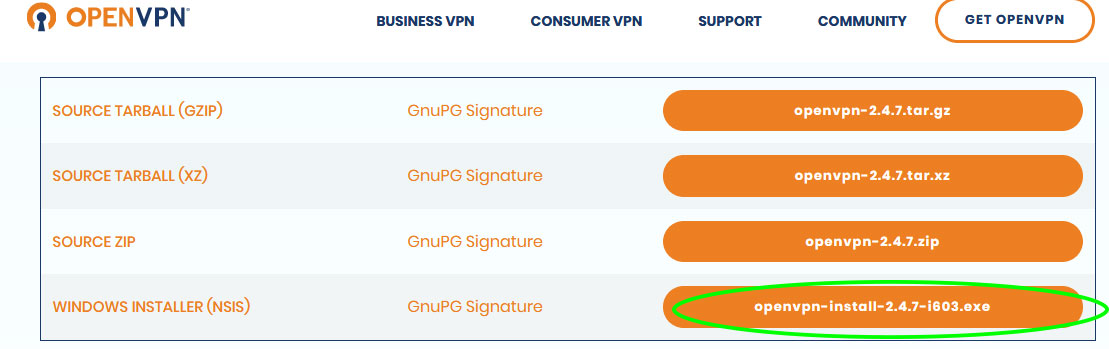 OPENVPN
BUSINESS VPN CONSUMER VPN SUPPORT COMMUNITY GET OPENVPN
SOURCE TARBALL (GZIP) GnuPG Signature openvpn-2.4.7.tar.gz
SOURCE TARBALL (XZ) GnuPG Signature openvpn-2.4.7.tar.xz
SOURCE ZIP GnuPG Signature openvpn-2.4.7.zip
WINDOWS INSTALLER (NSIS) GnuPG Signature openvpn-install-2.4.7-i603.exe